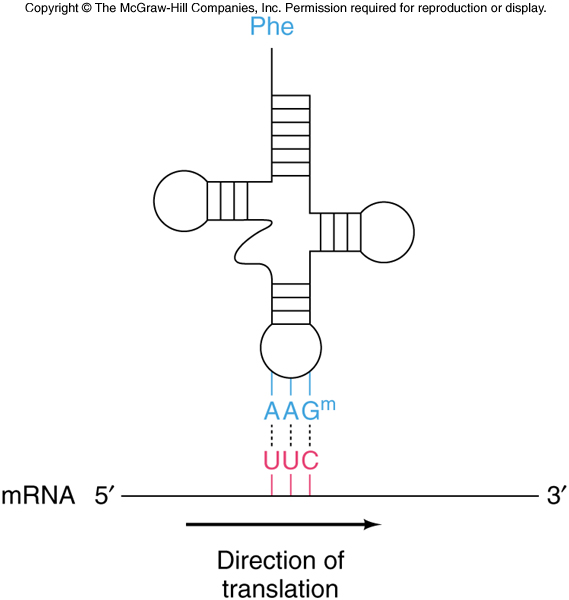 Copyright © The McGraw-Hill Companies, Inc. Permission required for reproduction or display.
Phe
AAGᵐ
UUC
mRNA 5′ 3′
Direction of
translation